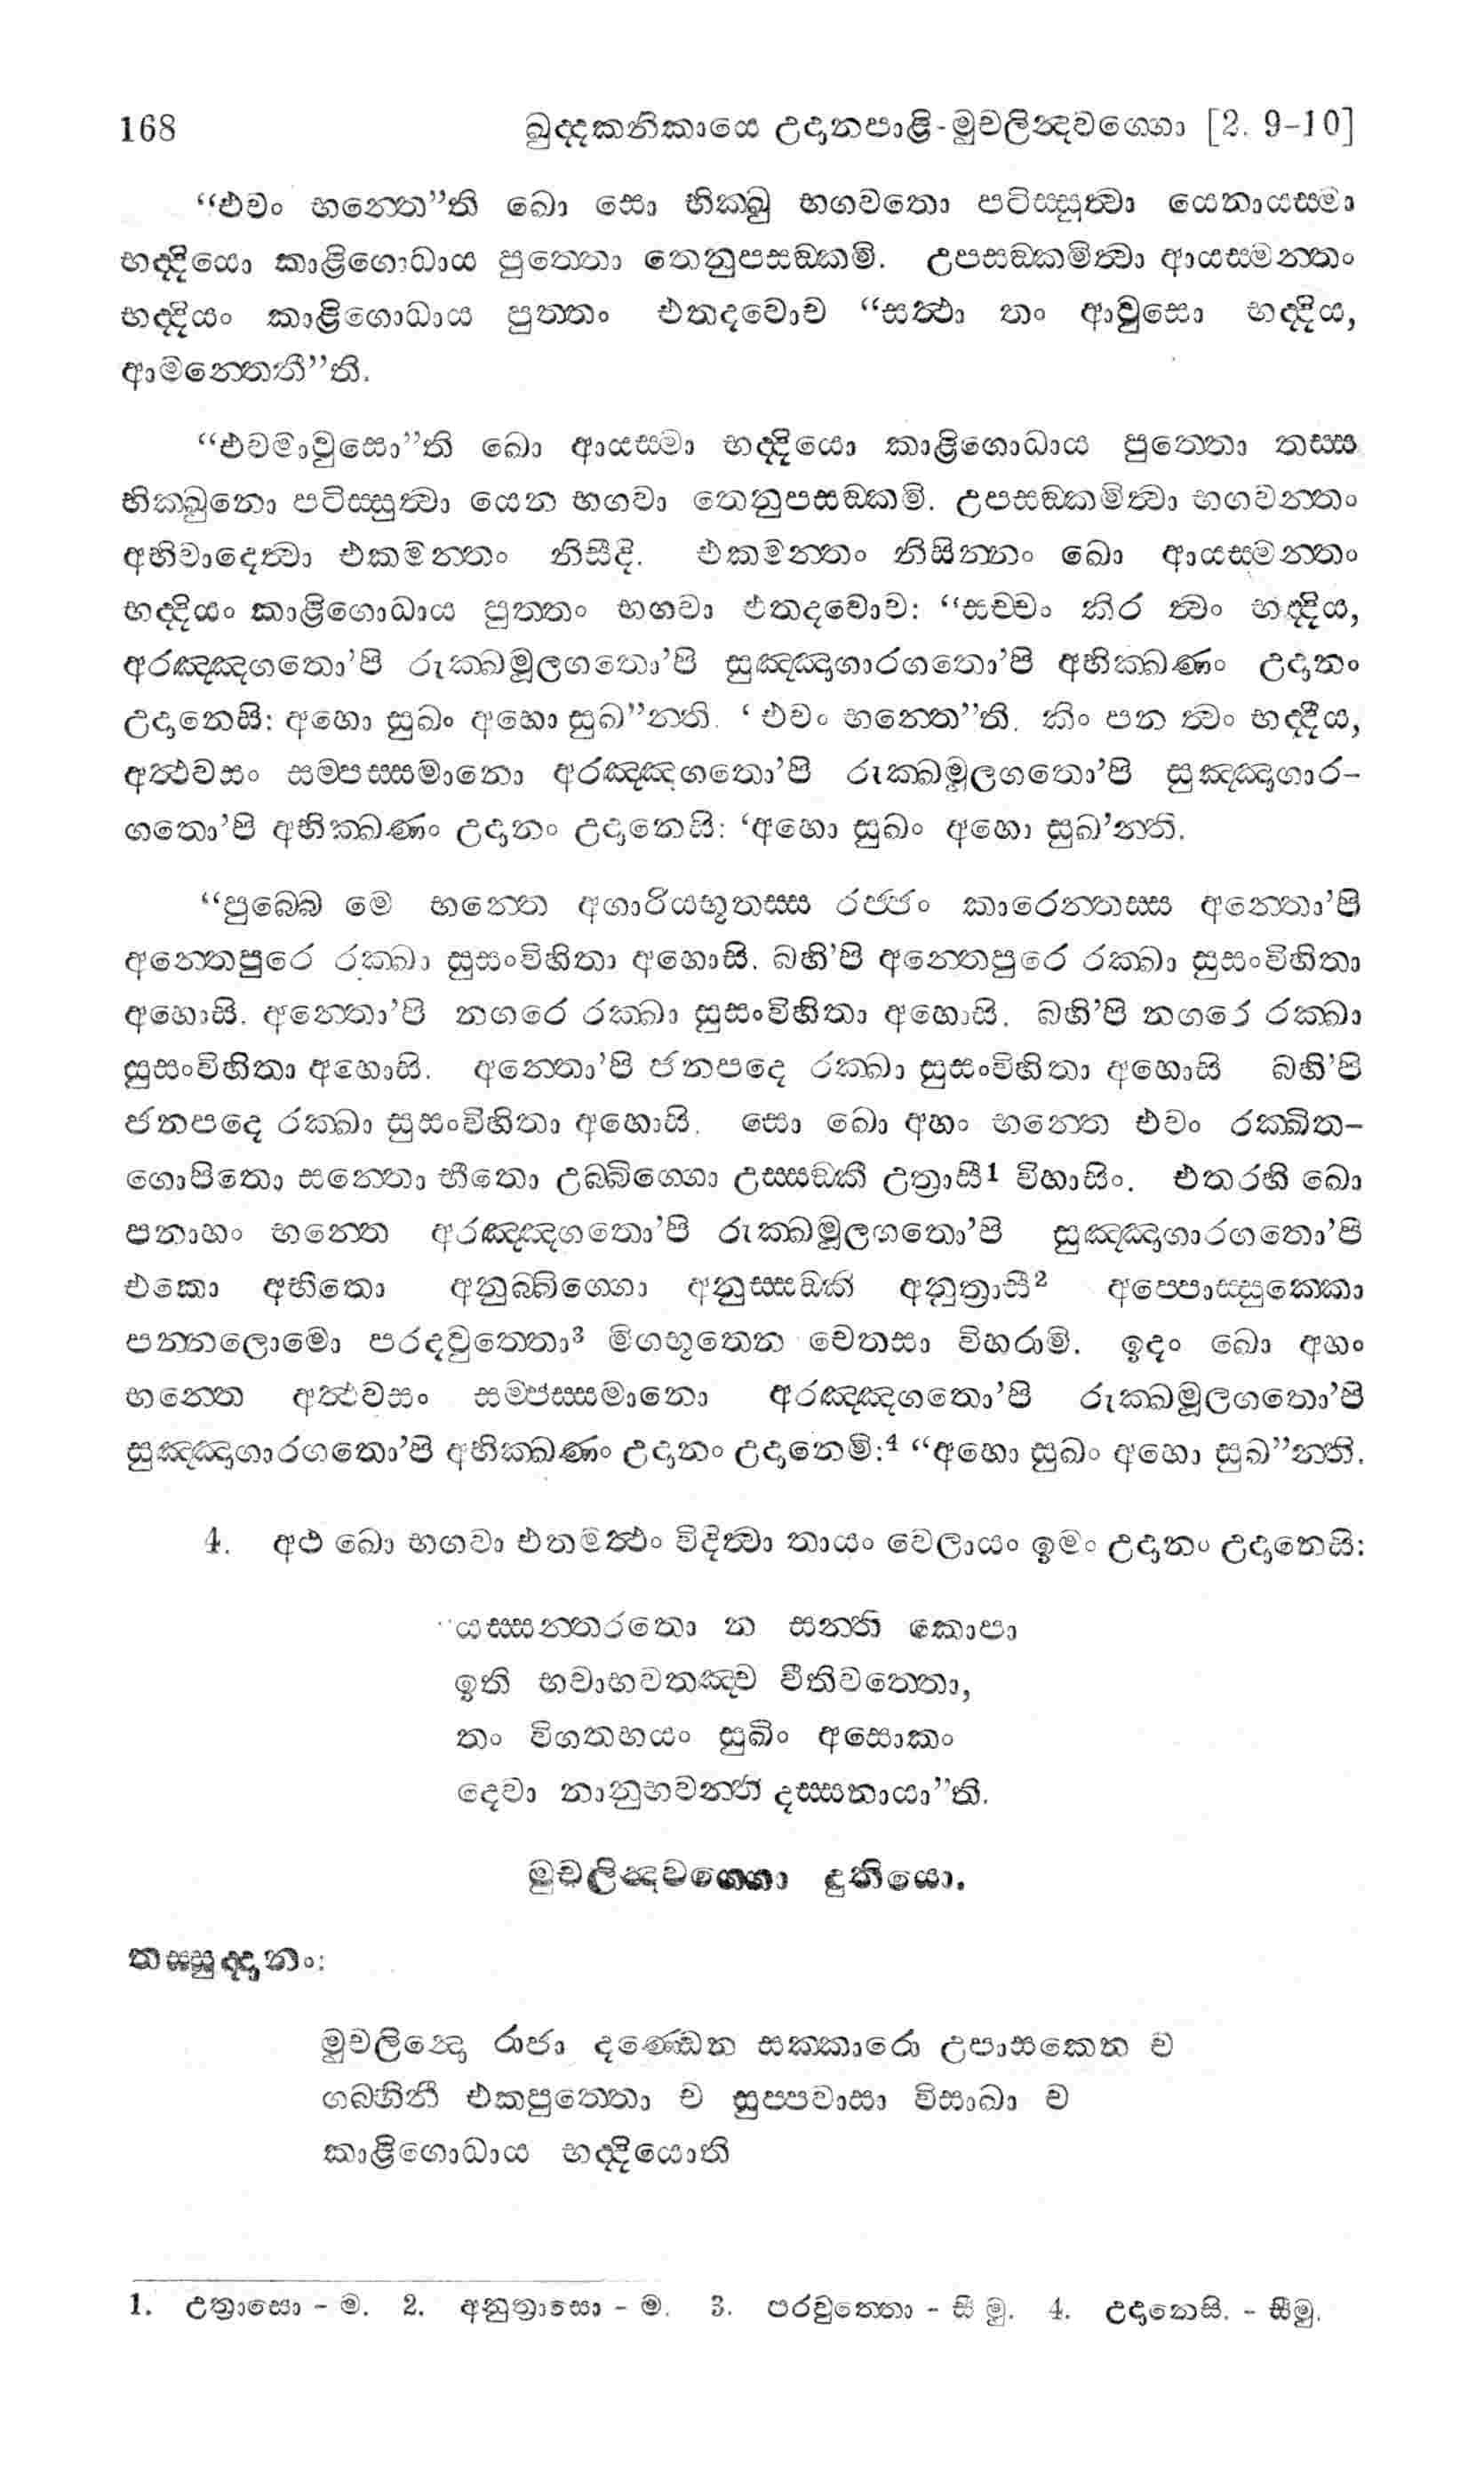 168 ඛුද්දකනිකායෙ උදානපාළි-මුචලින්දවග්ගො [2. 9-10]
“එවං භන්තෙ”ති ඛො සො භික්ඛු භගවතො පටිස්සුත්වා යෙනායස්මා
භද්දියො කාළිගොධාය පුත්තො තෙනුපසඞ්කමි. උපසඞ්කමිත්වා ආයස්මන්තං
භද්දියං කාළිගොධාය පුත්තං එතදවොච “සත්ථා තං ආවුසො භද්දිය,
ආමන්තෙතී”ති.
“එවමාවුසො”ති ඛො ආයස්මා භද්දියො කාළිගොධාය පුත්තො තස්ස
භික්ඛුනො පටිස්සුත්වා යෙන භගවා තෙනුපසඞ්කමි. උපසඞ්කමිත්වා භගවන්තං
අභිවාදෙත්වා එකමන්තං නිසීදි. එකමන්තං නිසින්නං ඛො ආයස්මන්තං
භද්දියං කාළිගොධාය පුත්තං භගවා එතදවොච: “සච්චං කිර ත්වං භද්දිය,
අරඤ්ඤගතො’පි රුක්ඛමූලගතො’පි සුඤ්ඤාගාරගතො’පි අභික්ඛණං උදානං
උදානෙසි: අහො සුඛං අහො සුඛ”න්ති. ‘එවං භන්තෙ”ති. කිං පන ත්වං භද්දිය,
අත්ථවසං සම්පස්සමානො අරඤ්ඤගතො’පි රුක්ඛමූලගතො’පි සුඤ්ඤාගාර-
ගතො’පි අභික්ඛණං උදානං උදානෙසි: ‘අහො සුඛං අහො සුඛ’න්ති.
“පුබ්බෙ මෙ භන්තෙ අගාරියභූතස්ස රජ්ජං කාරෙන්තස්ස අන්තො’පි
අන්තෙපුරෙ රක්ඛා සුසංවිහිතා අහොසි. බහි’පි අන්තෙපුරෙ රක්ඛා සුසංවිහිතා
අහොසි. අන්තො’පි නගරෙ රක්ඛා සුසංවිහිතා අහොසි. බහි’පි නගරෙ රක්ඛා
සුසංවිහිතා අහොසි. අන්තො’පි ජනපදෙ රක්ඛා සුසංවිහිතා අහොසි බහි’පි
ජනපදෙ රක්ඛා සුසංවිහිතා අහොසි. සො ඛො අහං භන්තෙ එවං රක්ඛිත-
ගොපිතො සන්තො භීතො උබ්බිග්ගො උස්සඞ්කී උත්‍රාසී1 විහාසිං. එතරහි ඛො
පනාහං භන්තෙ අරඤ්ඤගතො’පි රුක්ඛමූලගතො’පි සුඤ්ඤාගාරගතො’පි
එකො අභීතො අනුබ්බිග්ගො අනුස්සඞ්කී අනුත්‍රාසී2 අප්පොස්සුක්කො
පන්නලොමො පරදවුත්තො3 මිගභූතෙන චෙතසා විහරාමි. ඉදං ඛො අහං
භන්තෙ අත්ථවසං සම්පස්සමානො අරඤ්ඤගතො’පි රුක්ඛමූලගතො’පි
සුඤ්ඤාගාරගතො’පි අභික්ඛණං උදානං උදානෙමි:4 “අහො සුඛං අහො සුඛ”න්ති.
4. අථ ඛො භගවා එතමත්ථං විදිත්වා තායං වෙලායං ඉමං උදානං උදානෙසි:
“යස්සන්තරතො න සන්ති කොපා
ඉති භවාභවතඤ්ච වීතිවත්තො,
තං විගතභයං සුඛිං අසොකං
දෙවා නානුභවන්ති දස්සනායා”ති.
මුචලින්දවග්ගො දුතියො.
තස්සුද්දානං:
මුචලින්දො රාජා දණ්ඩෙන සක්කාරො උපාසකෙන ච
ගබ්භිනී එකපුත්තො ච සුප්පවාසා විසාඛා ච
කාළිගොධාය භද්දියොති
1. උත්‍රාසො - ම. 2. අනුත්‍රාසො - ම. 3. පරවුත්තො - සී මු. 4. උදානෙසි. - සීමු.